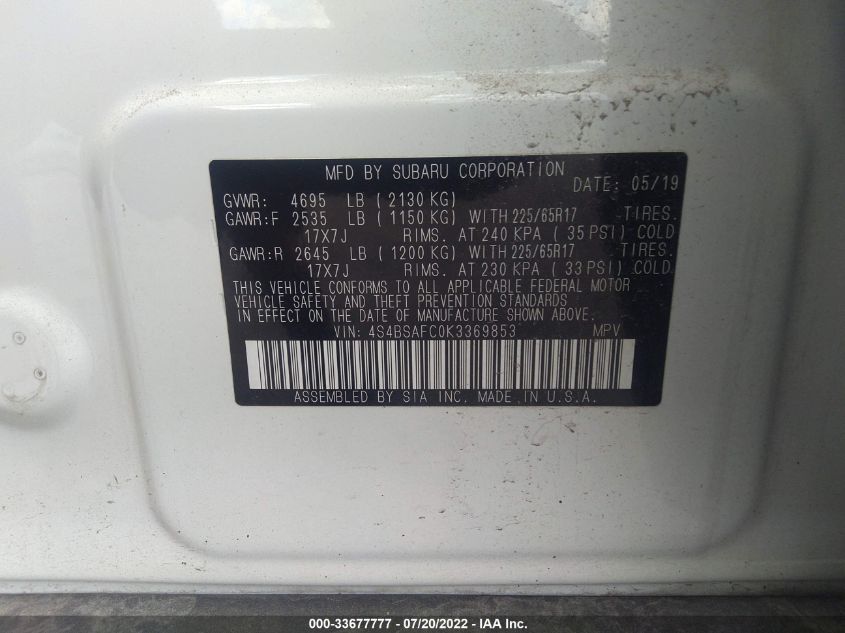 MFD BY SUBARU CORPORATION
DATE: 05/19
GVWR: 4695 LB ( 2130 KG)
GAWR:F 2535 LB ( 1150 KG) WITH 225/65R17 TIRES.
17X7J RIMS. AT 240 KPA ( 35 PSI) COLD
GAWR:R 2645 LB ( 1200 KG) WITH 225/65R17 TIRES.
17X7J RIMS. AT 230 KPA ( 33 PSI) COLD.
THIS VEHICLE CONFORMS TO ALL APPLICABLE FEDERAL MOTOR
VEHICLE SAFETY AND THEFT PREVENTION STANDARDS
IN EFFECT ON THE DATE OF MANUFACTURE SHOWN ABOVE.
VIN: 4S4BSAFC0K3369853 MPV
ASSEMBLED BY SIA INC. MADE IN U.S.A.
000-33677777 - 07/20/2022 - Copyright © IAA, Inc.